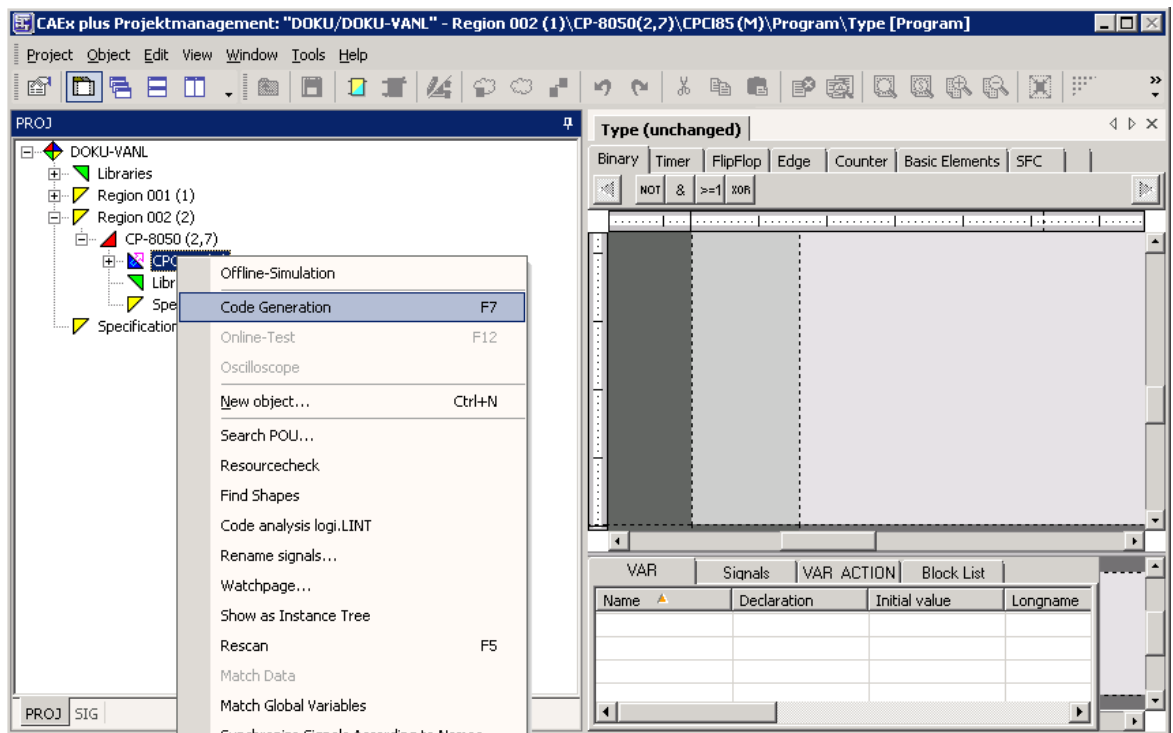 CAEx plus Projektmanagement: "DOKU/DOKU-VANL" - Region 002 (1)\CP-8050(2,7)\CPCI85 (M)\Program\Type [Program]
Project Object Edit View Window Tools Help
PROJ
DOKU-VANL
Libraries
Region 001 (1)
Region 002 (2)
CP-8050 (2,7)
Specification
Offline-Simulation
Code Generation F7
Online-Test F12
Oscilloscope
New object... Ctrl+N
Search POU...
Resourcecheck
Find Shapes
Code analysis logi.LINT
Rename signals...
Watchpage...
Show as Instance Tree
Rescan F5
Match Data
Match Global Variables
PROJ SIG
Type (unchanged)
Binary Timer FlipFlop Edge Counter Basic Elements SFC
NOT & >=1 XOR
VAR Signals VAR_ACTION Block List
Name Declaration Initial value Longname